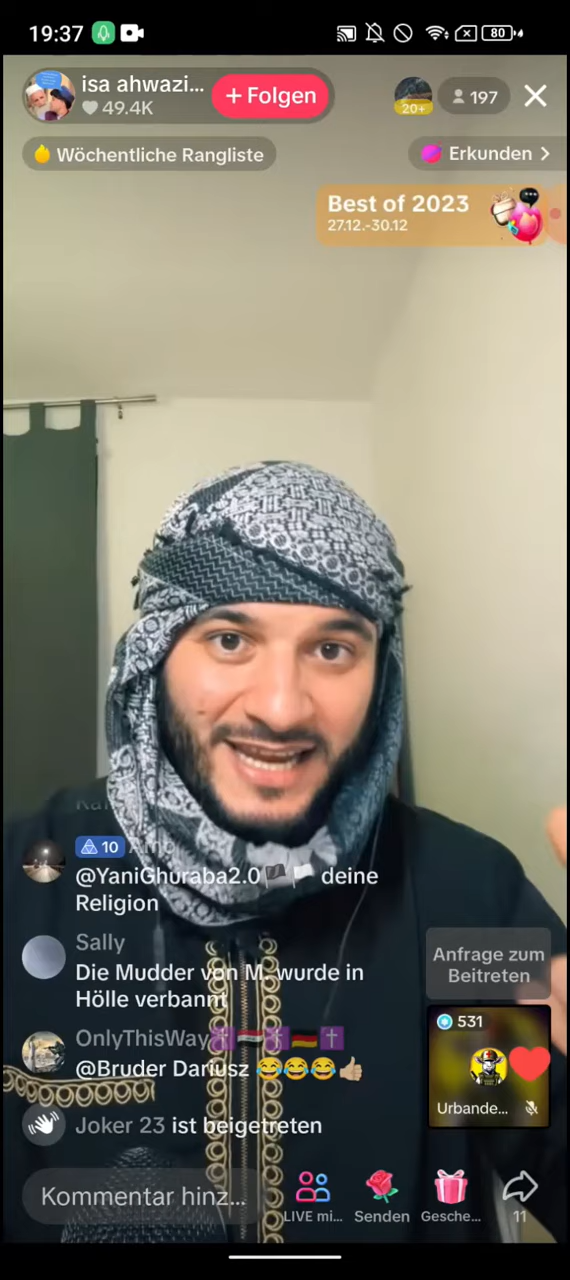 19:37
80
isa ahwazi...
+ Folgen
49.4K
20+
197
Wöchentliche Rangliste
Erkunden >
Best of 2023
27.12.-30.12
10
@YaniGhuraba2.0🏴🏳 deine
Religion
Anfrage zum
Beitreten
Sally
Die Mudder von M. wurde in
Hölle verbannt
531
OnlyThisWay✝️🇪🇬✝️🇩🇪✝️
@Bruder Dariusz 😂😂😂👍🏼
Urbande...
Joker 23 ist beigetreten
Kommentar hinz...
LIVE mi...
Senden
Gesche...
11